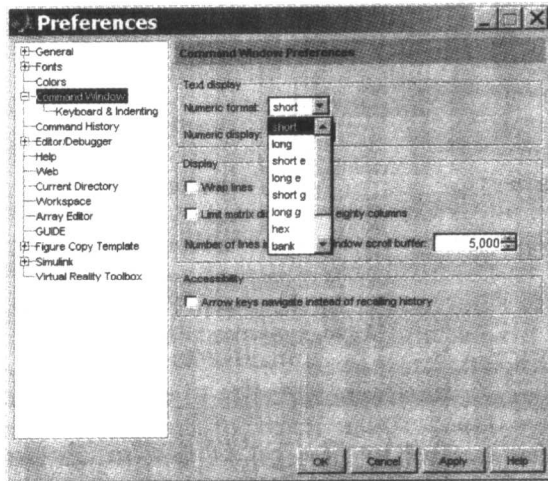 Preferences
General
Fonts
Colors
Command Window
Keyboard & Indenting
Command History
Editor/Debugger
Help
Web
Current Directory
Workspace
Array Editor
GUIDE
Figure Copy Template
Simulink
Virtual Reality Toolbox
Command Window Preferences
Text display
Numeric format: short
Numeric display:
short
long
short e
long e
short g
long g
hex
bank
Display
Wrap lines
Limit matrix di eighty columns
Number of lines i ndow scroll buffer: 5,000
Accessibility
Arrow keys navigate instead of recalling history
OK Cancel Apply Help